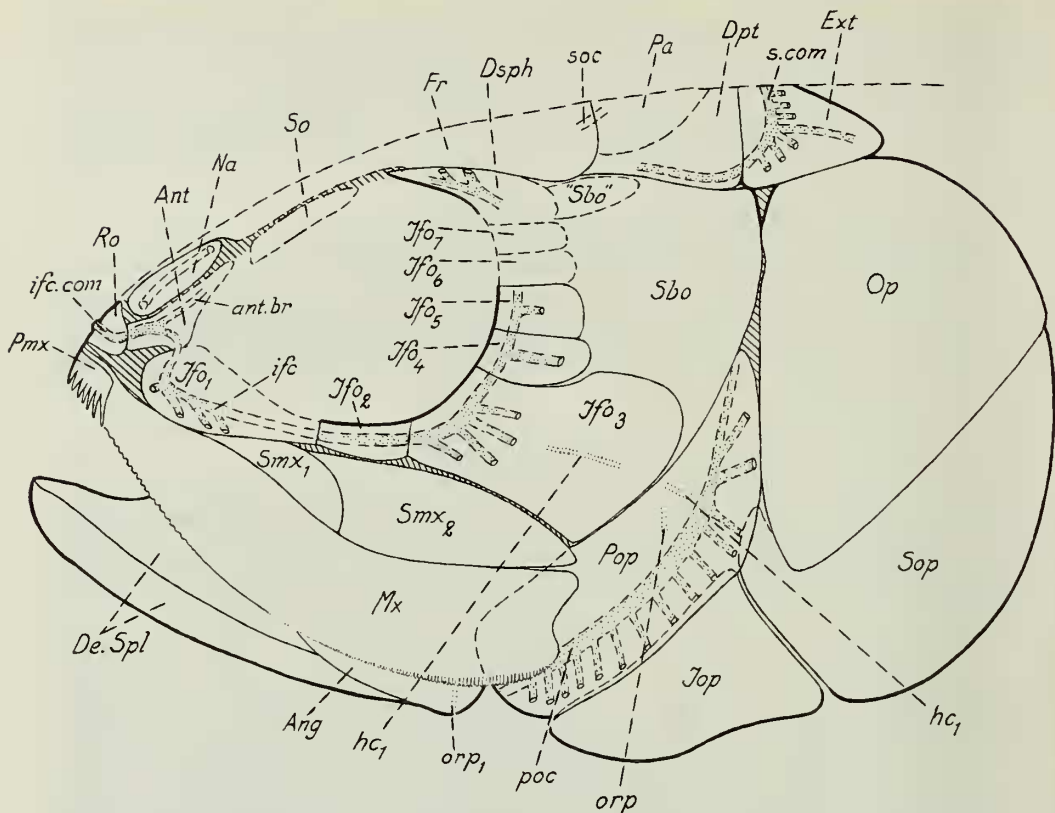 Ext
Dpt
s.com
Pa
soc
Dsph
Fr
So
Na
Ant
Ro
ifc.com
Pmx
ant.br
"Sbo"
Jfo7
Jfo6
Jfo5
Jfo4
Sbo
Op
Jfo1
ifc
Jfo2
Jfo3
Smx1
Smx2
Pop
Sop
Mx
De.Spl
Jop
Ang
hc1
orp1
poc
orp
hc1